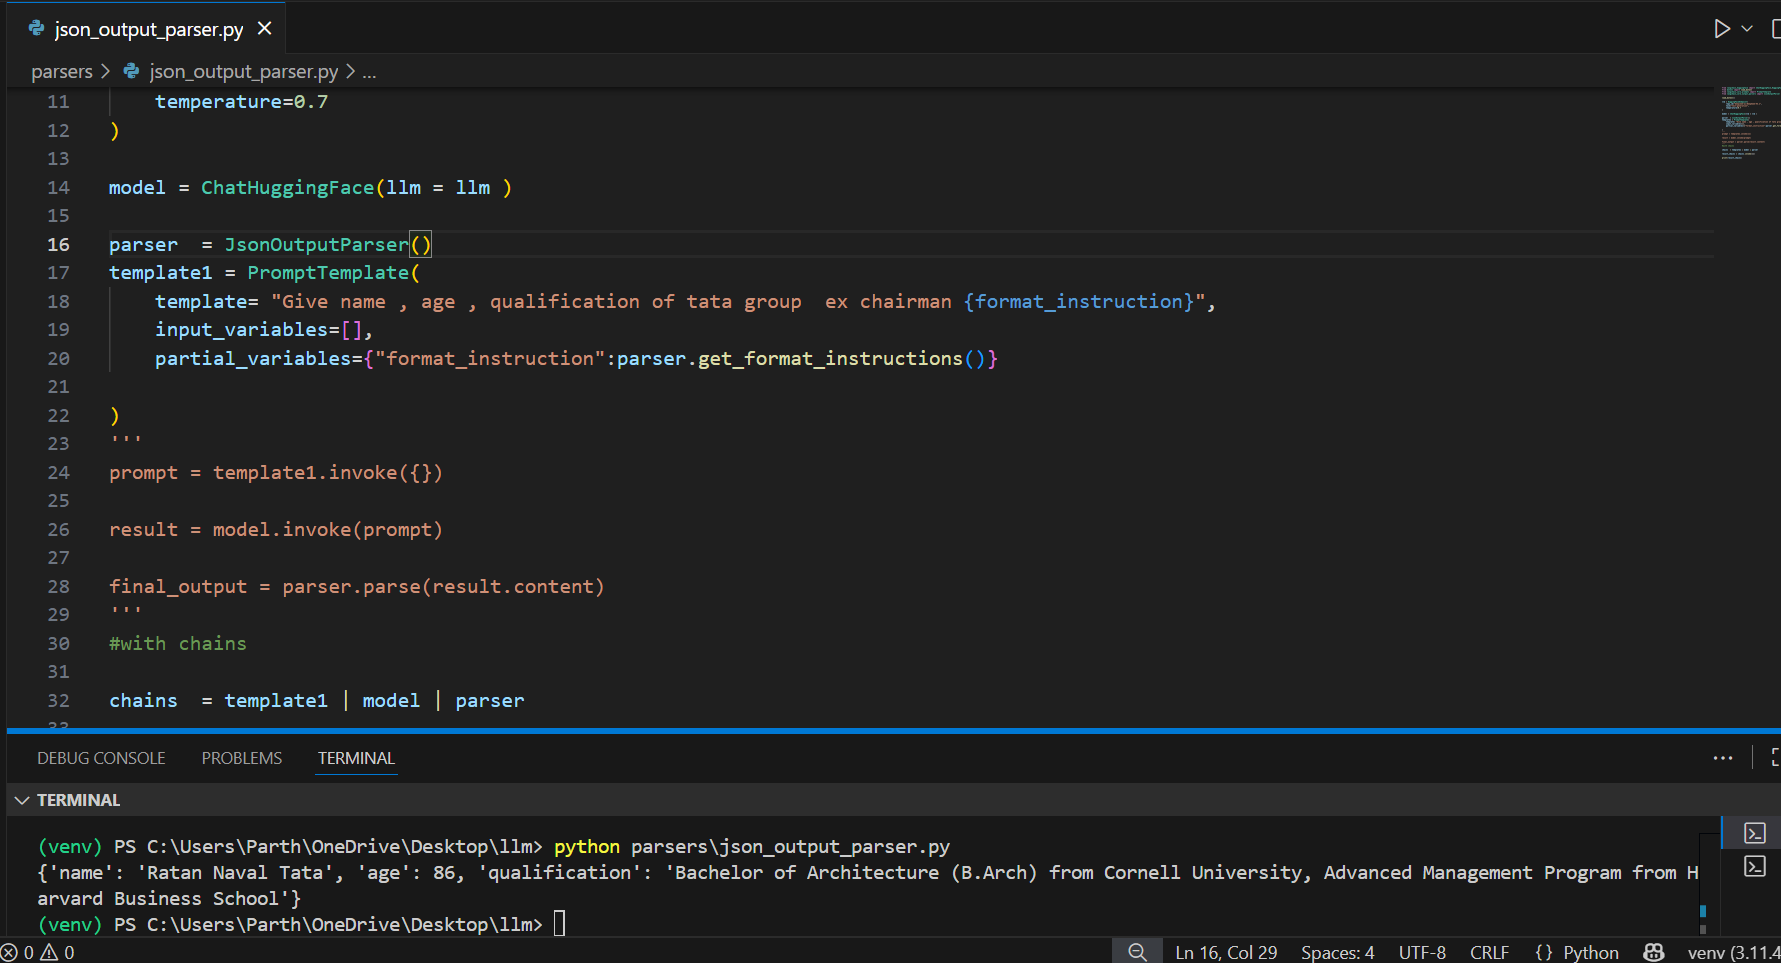 json_output_parser.py
parsers > json_output_parser.py > ...
11 temperature=0.7
12 )
13
14 model = ChatHuggingFace(llm = llm )
15
16 parser  = JsonOutputParser()
17 template1 = PromptTemplate(
18 template= "Give name , age , qualification of tata group  ex chairman {format_instruction}",
19 input_variables=[],
20 partial_variables={"format_instruction":parser.get_format_instructions()}
21
22 )
23 '''
24 prompt = template1.invoke({})
25
26 result = model.invoke(prompt)
27
28 final_output = parser.parse(result.content)
29 '''
30 #with chains
31
32 chains  = template1 | model | parser
33
DEBUG CONSOLE PROBLEMS TERMINAL
TERMINAL
(venv) PS C:\Users\Parth\OneDrive\Desktop\llm> python parsers\json_output_parser.py
{'name': 'Ratan Naval Tata', 'age': 86, 'qualification': 'Bachelor of Architecture (B.Arch) from Cornell University, Advanced Management Program from H
arvard Business School'}
(venv) PS C:\Users\Parth\OneDrive\Desktop\llm>
0 0 Ln 16, Col 29 Spaces: 4 UTF-8 CRLF {} Python venv (3.11.4